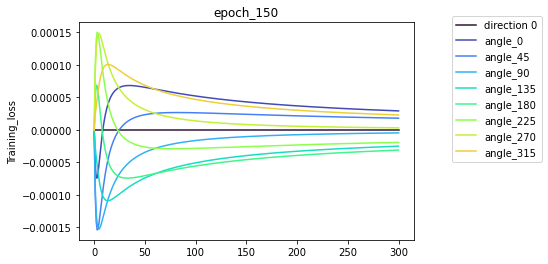 epoch_150
Training_loss
0.00015
0.00010
0.00005
0.00000
−0.00005
−0.00010
−0.00015
0
50
100
150
200
250
300
direction 0
angle_0
angle_45
angle_90
angle_135
angle_180
angle_225
angle_270
angle_315